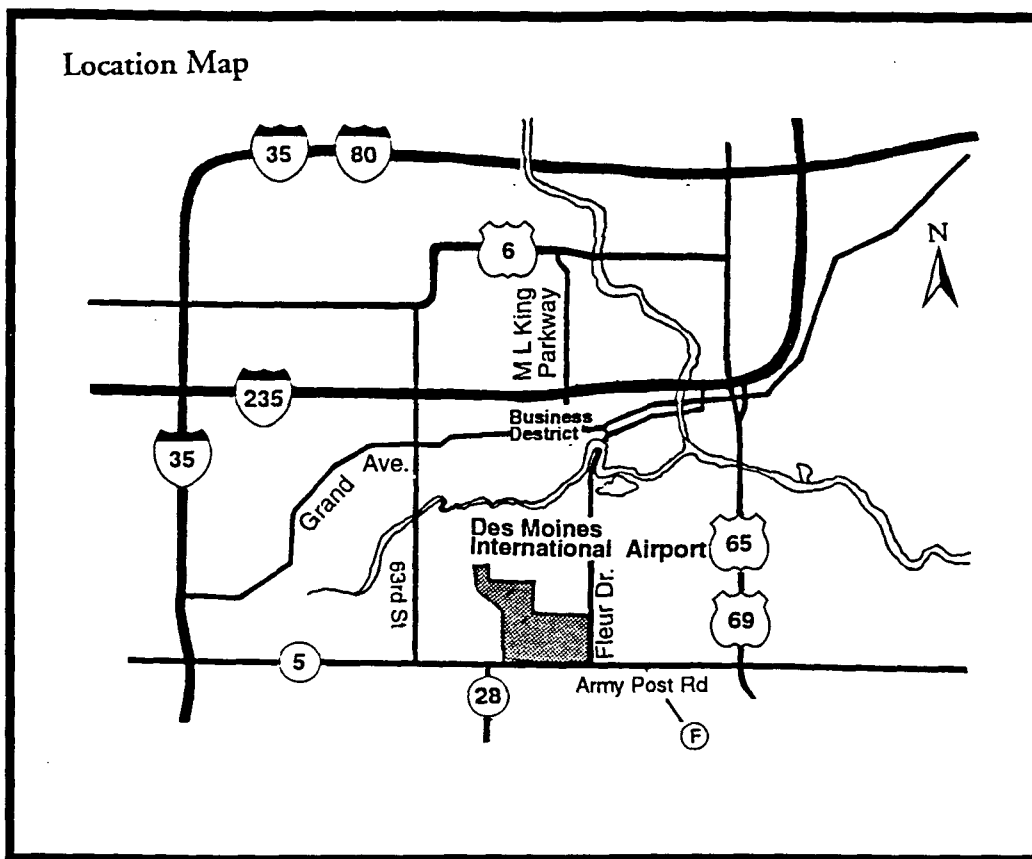 Location Map
35
80
N
6
M L King
Parkway
235
Business
Destrict
35
Grand Ave.
Des Moines
International Airport
65
63rd St
Fleur Dr.
69
5
28
Army Post Rd
F